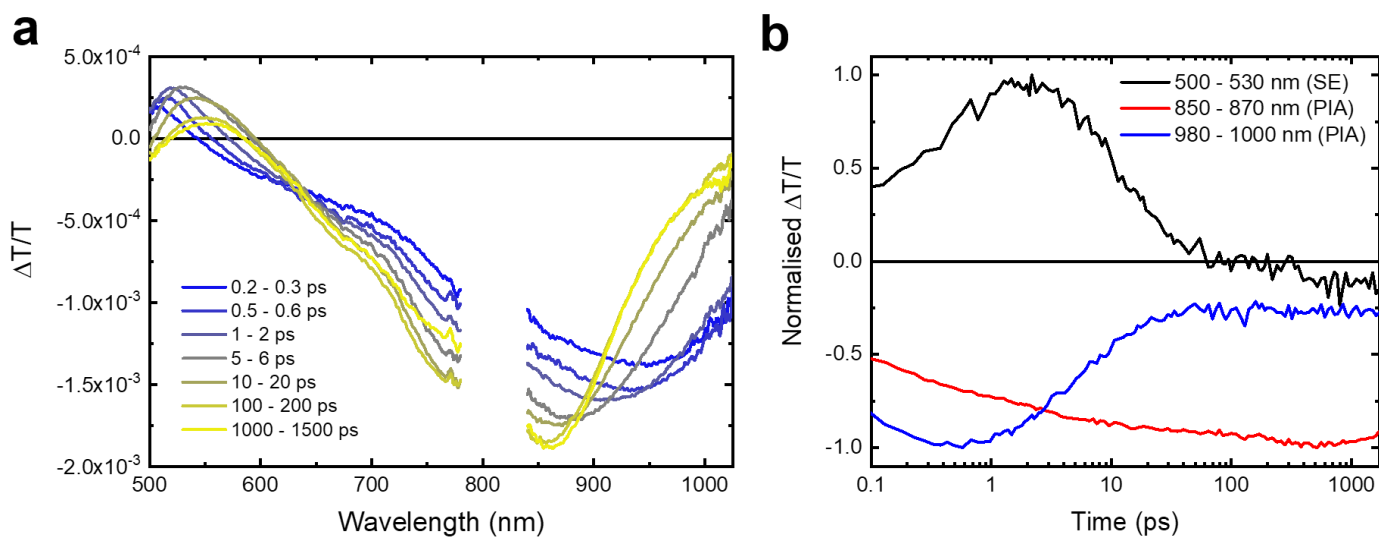 a
5.0x10⁻⁴
0.0
-5.0x10⁻⁴
-1.0x10⁻³
-1.5x10⁻³
-2.0x10⁻³
500
600
700
800
900
1000
ΔT/T
Wavelength (nm)
0.2 - 0.3 ps
0.5 - 0.6 ps
1 - 2 ps
5 - 6 ps
10 - 20 ps
100 - 200 ps
1000 - 1500 ps
b
1.0
0.5
0.0
-0.5
-1.0
0.1
1
10
100
1000
Normalised ΔT/T
Time (ps)
500 - 530 nm (SE)
850 - 870 nm (PIA)
980 - 1000 nm (PIA)